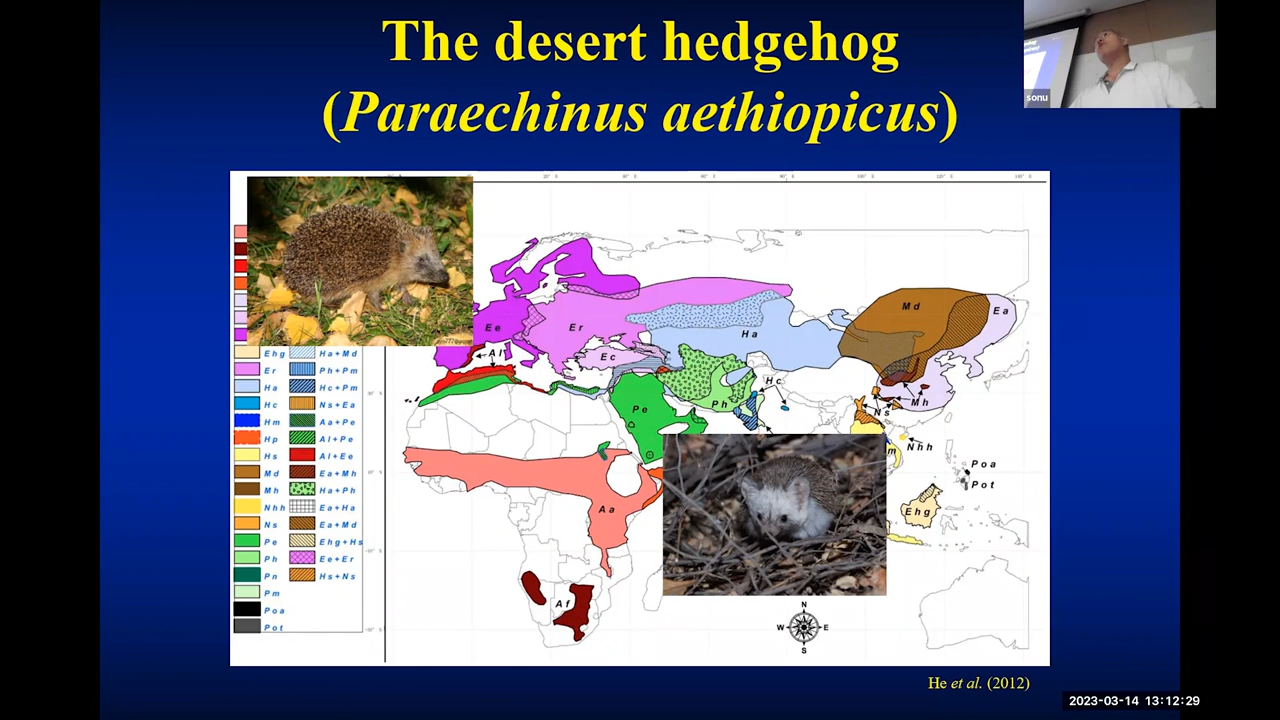 The desert hedgehog
(Paraechinus aethiopicus)
sonu
Ee
Er
Al
Ec
Ha
Md
Ea
Hc
Ph
Mh
Ns
Pe
Nhh
m
Poa
Pot
Ehg
Aa
Af
N
W E
S
Ehg Ha+Md
Er Ph+Pm
Ha Hc+Pm
Hc Ns+Ea
Hm Aa+Pe
Hp Al+Pe
Hs Al+Ee
Md Ea+Mh
Mh Ha+Ph
Nhh Ea+Ha
Ns Ea+Md
Pe Ehg+Hs
Ph Ee+Er
Pn Hs+Ns
Pm
Poa
Pot
He et al. (2012)
2023-03-14 13:12:29